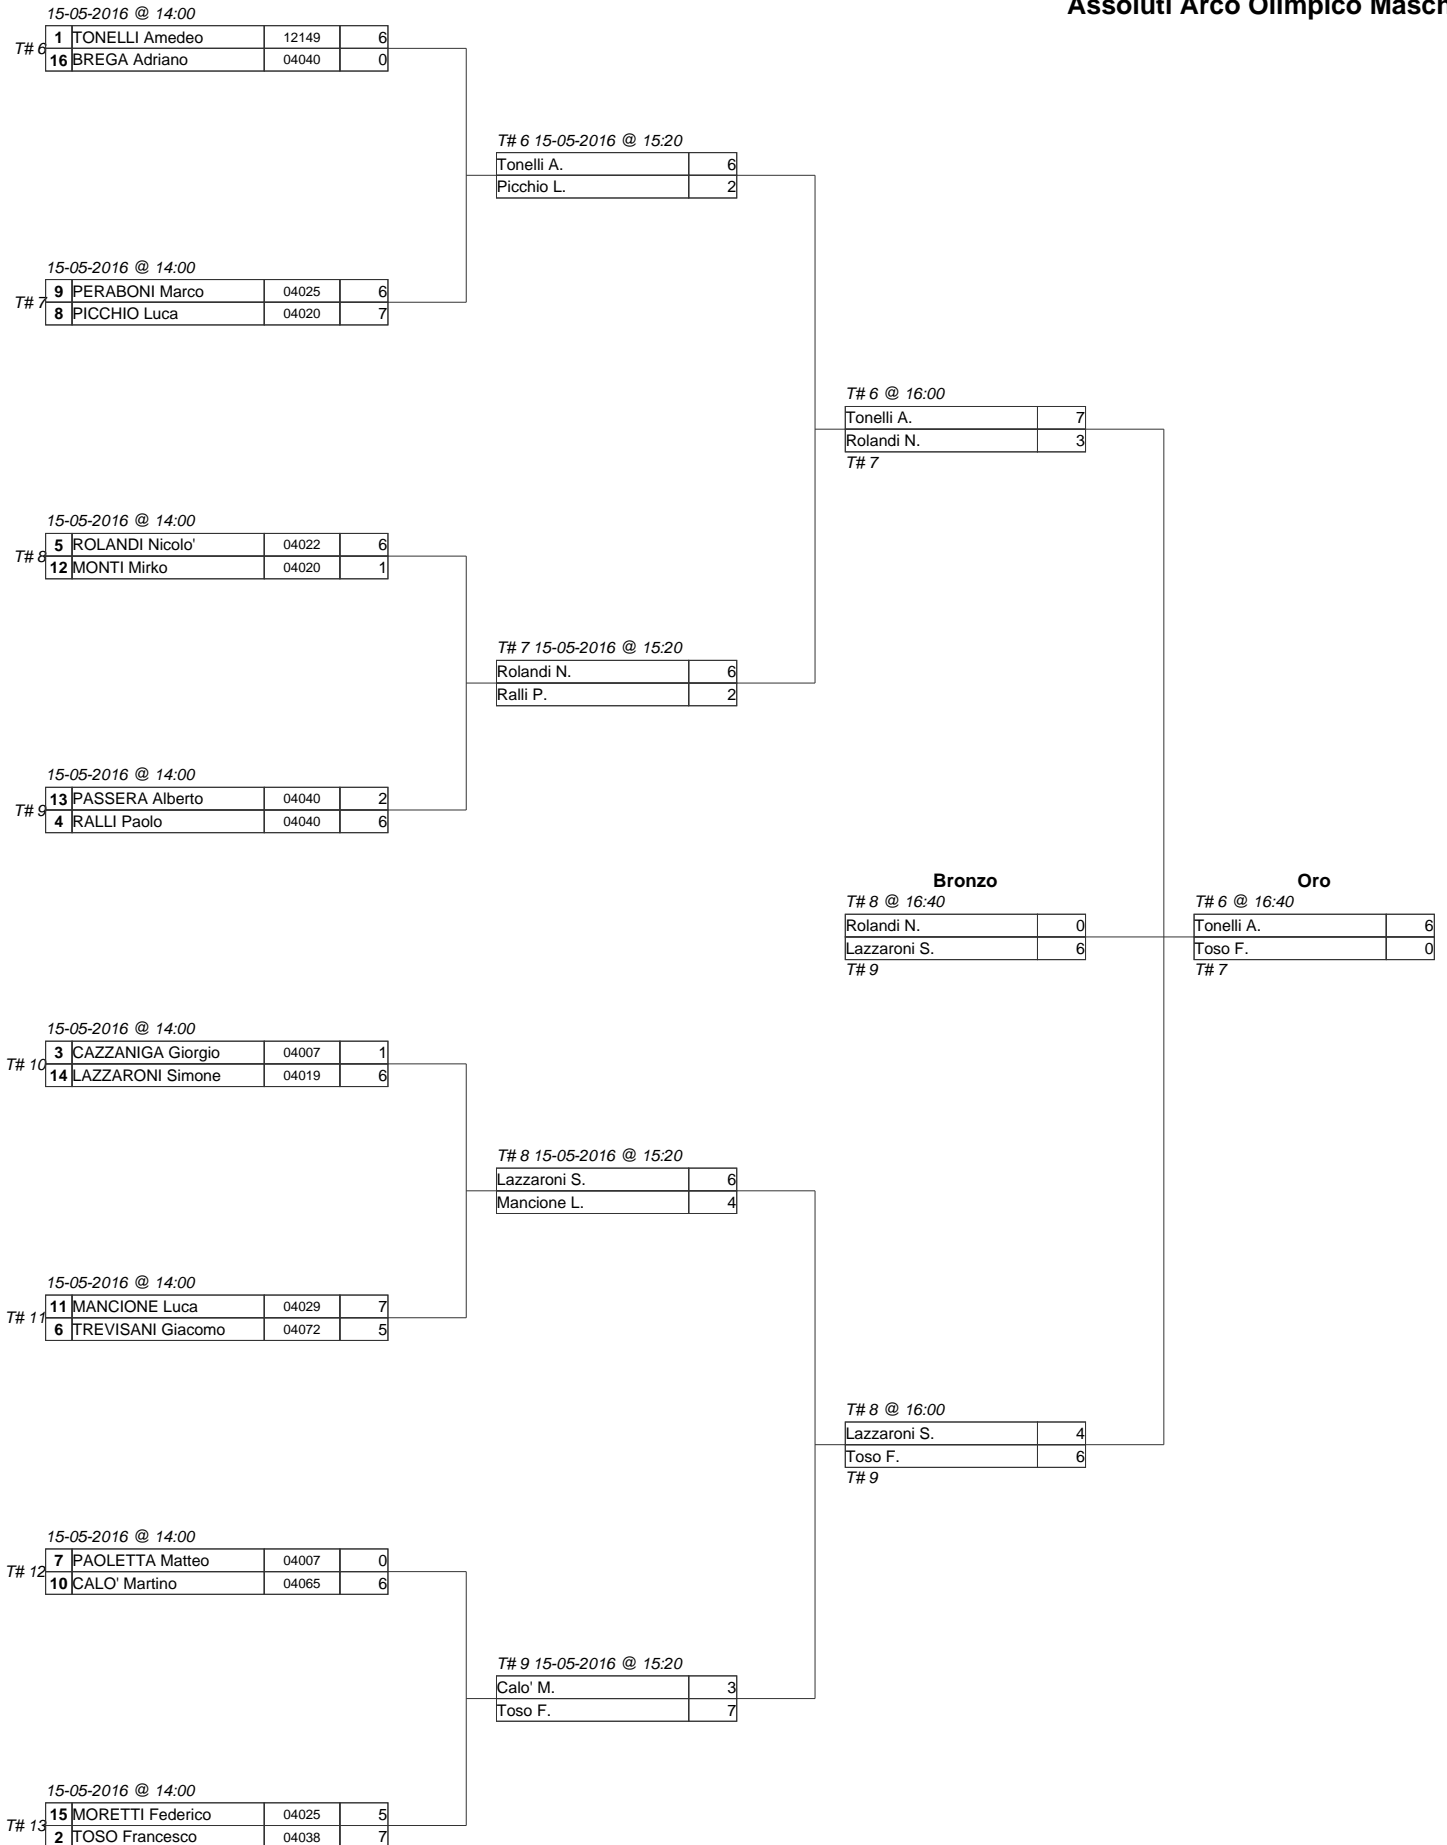 Assoluti Arco Olimpico Masch
15-05-2016 @ 14:00
T# 6
1 TONELLI Amedeo 12149 6
16 BREGA Adriano 04040 0
T# 6 15-05-2016 @ 15:20
Tonelli A. 6
Picchio L. 2
15-05-2016 @ 14:00
T# 7
9 PERABONI Marco 04025 6
8 PICCHIO Luca 04020 7
T# 6 @ 16:00
Tonelli A. 7
Rolandi N. 3
T# 7
15-05-2016 @ 14:00
T# 8
5 ROLANDI Nicolo' 04022 6
12 MONTI Mirko 04020 1
T# 7 15-05-2016 @ 15:20
Rolandi N. 6
Ralli P. 2
15-05-2016 @ 14:00
T# 9
13 PASSERA Alberto 04040 2
4 RALLI Paolo 04040 6
Bronzo
T# 8 @ 16:40
Rolandi N. 0
Lazzaroni S. 6
T# 9
Oro
T# 6 @ 16:40
Tonelli A. 6
Toso F. 0
T# 7
15-05-2016 @ 14:00
T# 10
3 CAZZANIGA Giorgio 04007 1
14 LAZZARONI Simone 04019 6
T# 8 15-05-2016 @ 15:20
Lazzaroni S. 6
Mancione L. 4
15-05-2016 @ 14:00
T# 11
11 MANCIONE Luca 04029 7
6 TREVISANI Giacomo 04072 5
T# 8 @ 16:00
Lazzaroni S. 4
Toso F. 6
T# 9
15-05-2016 @ 14:00
T# 12
7 PAOLETTA Matteo 04007 0
10 CALO' Martino 04065 6
T# 9 15-05-2016 @ 15:20
Calo' M. 3
Toso F. 7
15-05-2016 @ 14:00
T# 13
15 MORETTI Federico 04025 5
2 TOSO Francesco 04038 7